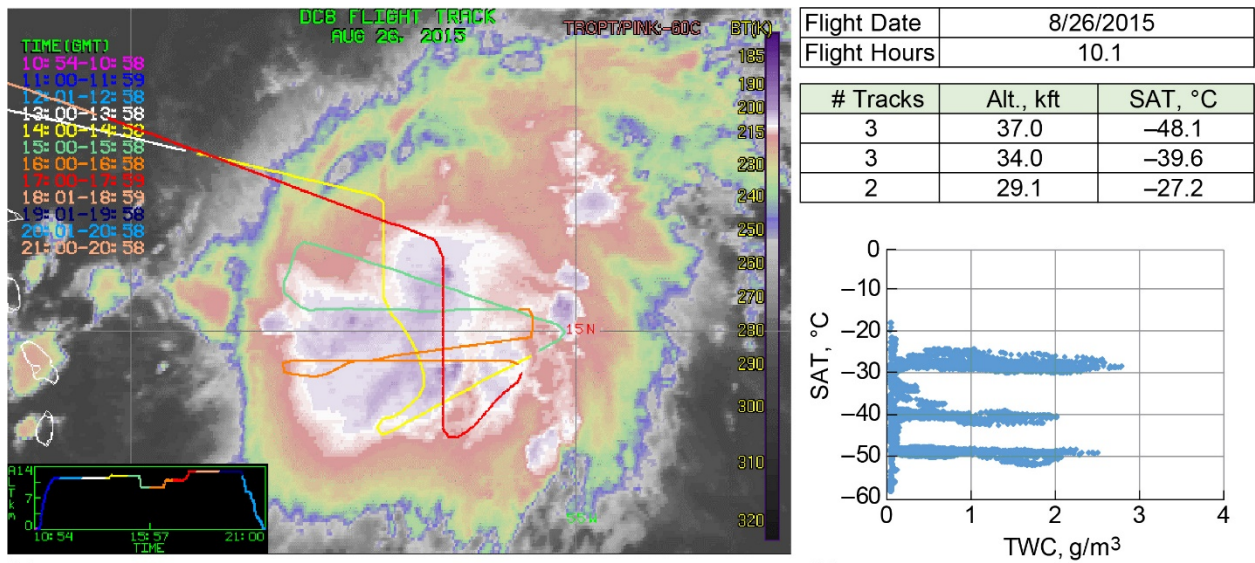 DCB FLIGHT TRACK
AUG 26, 2015
TROPT/PINK:-60C
BT(K)
TIME(GMT)
10:54-10:58
11:00-11:59
12:01-12:58
13:00-13:58
14:00-14:58
15:00-15:58
16:00-16:58
17:00-17:59
18:01-18:59
19:01-19:58
20:01-20:58
21:00-20:58
185
190
200
215
230
240
250
260
270
280
290
300
310
320
15 N
ALT km
14
7
0
10:54 15:57 21:00
TIME
Flight Date 8/26/2015
Flight Hours 10.1
# Tracks Alt., kft SAT, °C
3 37.0 –48.1
3 34.0 –39.6
2 29.1 –27.2
0
–10
–20
–30
–40
–50
–60
SAT, °C
0 1 2 3 4
TWC, g/m³